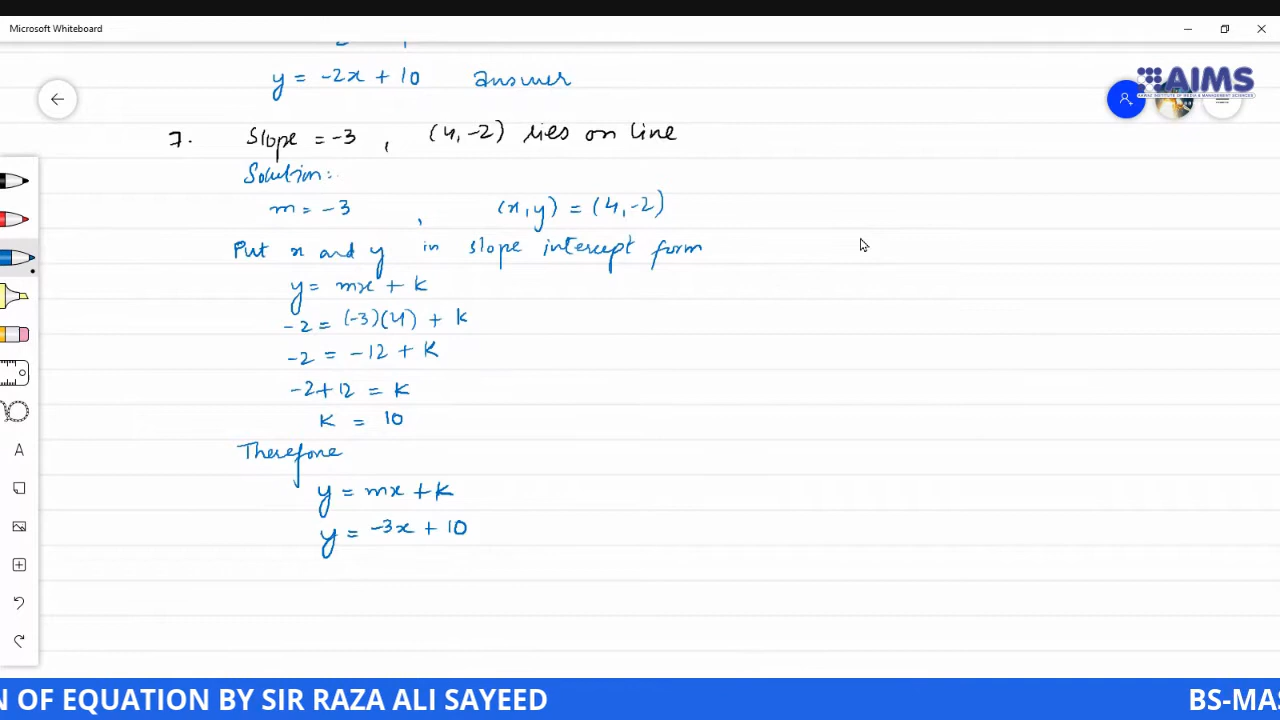 Microsoft Whiteboard
y = -2x + 10 answer
AIMS
7. Slope = -3 , (4,-2) lies on line
Solution:
m = -3 , (x,y) = (4,-2)
Put x and y in slope intercept form
y = mx + k
-2 = (-3)(4) + k
-2 = -12 + k
-2+12 = k
k = 10
Therefore
y = mx + k
y = -3x + 10
A
N OF EQUATION BY SIR RAZA ALI SAYEED BS-MAS